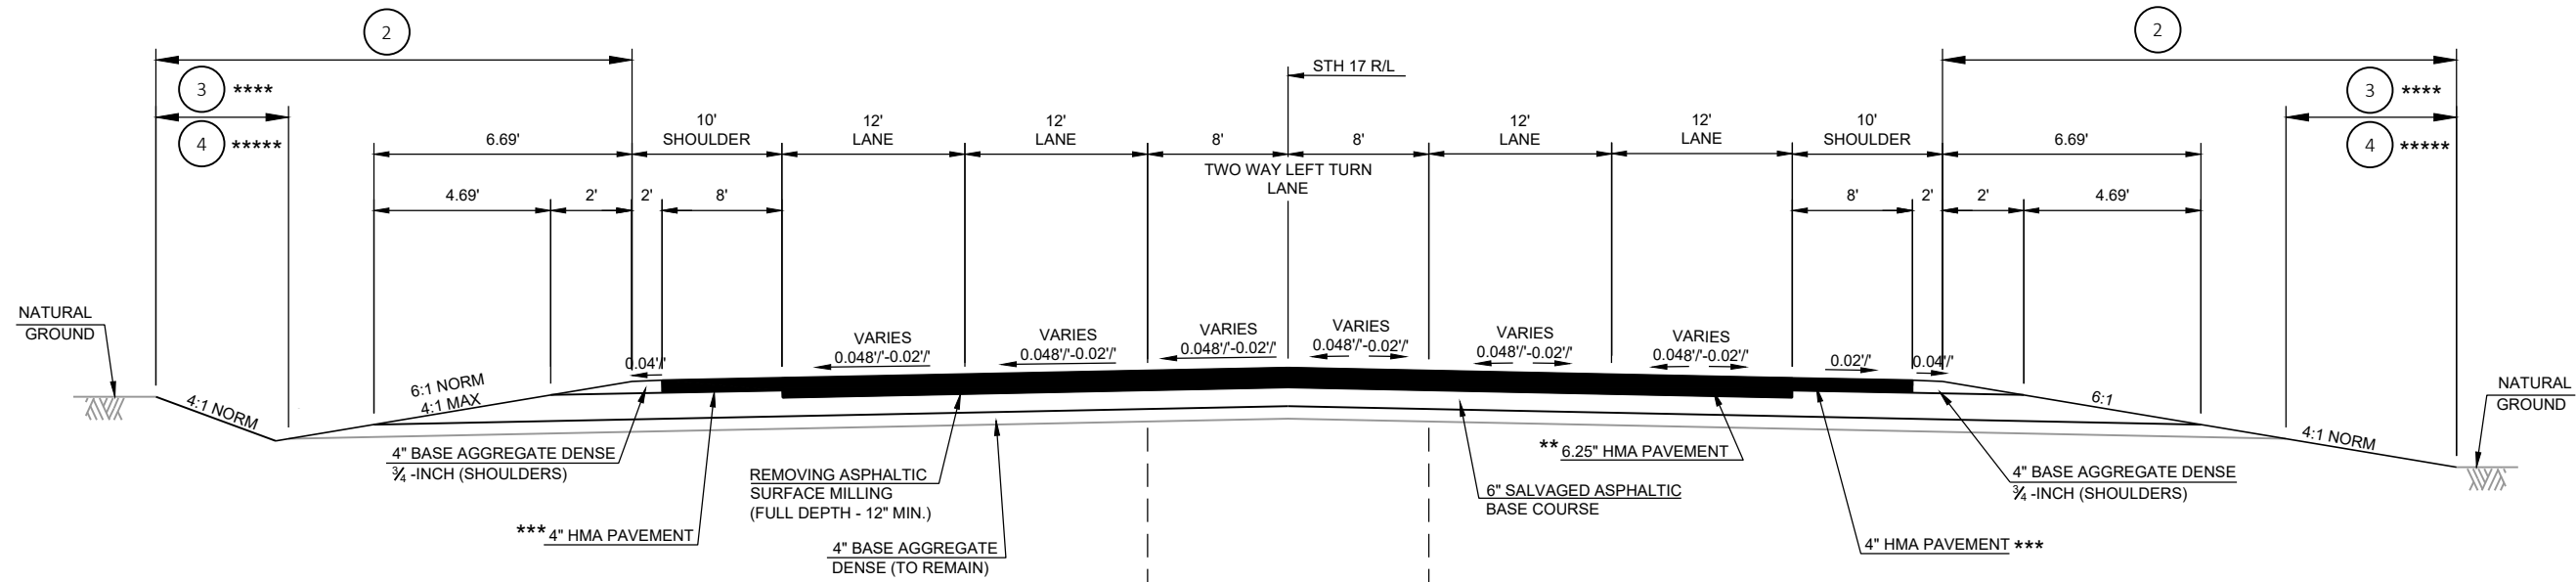 2
2
STH 17 R/L
3 ****
3 ****
4 *****
4 *****
6.69'
10'
SHOULDER
12'
LANE
12'
LANE
8'
8'
12'
LANE
12'
LANE
10'
SHOULDER
6.69'
TWO WAY LEFT TURN
LANE
4.69'
2'
2'
8'
8'
2'
2'
4.69'
NATURAL
GROUND
4:1 NORM
6:1 NORM
4:1 MAX
0.04'/'
VARIES
0.048'/'-0.02'/'
VARIES
0.048'/'-0.02'/'
VARIES
0.048'/'-0.02'/'
VARIES
0.048'/'-0.02'/'
VARIES
0.048'/'-0.02'/'
VARIES
0.048'/'-0.02'/'
0.02'/'
0.04'/'
6:1
4:1 NORM
NATURAL
GROUND
4" BASE AGGREGATE DENSE
¾ -INCH (SHOULDERS)
*** 4" HMA PAVEMENT
REMOVING ASPHALTIC
SURFACE MILLING
(FULL DEPTH - 12" MIN.)
4" BASE AGGREGATE
DENSE (TO REMAIN)
** 6.25" HMA PAVEMENT
6" SALVAGED ASPHALTIC
BASE COURSE
4" HMA PAVEMENT ***
4" BASE AGGREGATE DENSE
¾ -INCH (SHOULDERS)